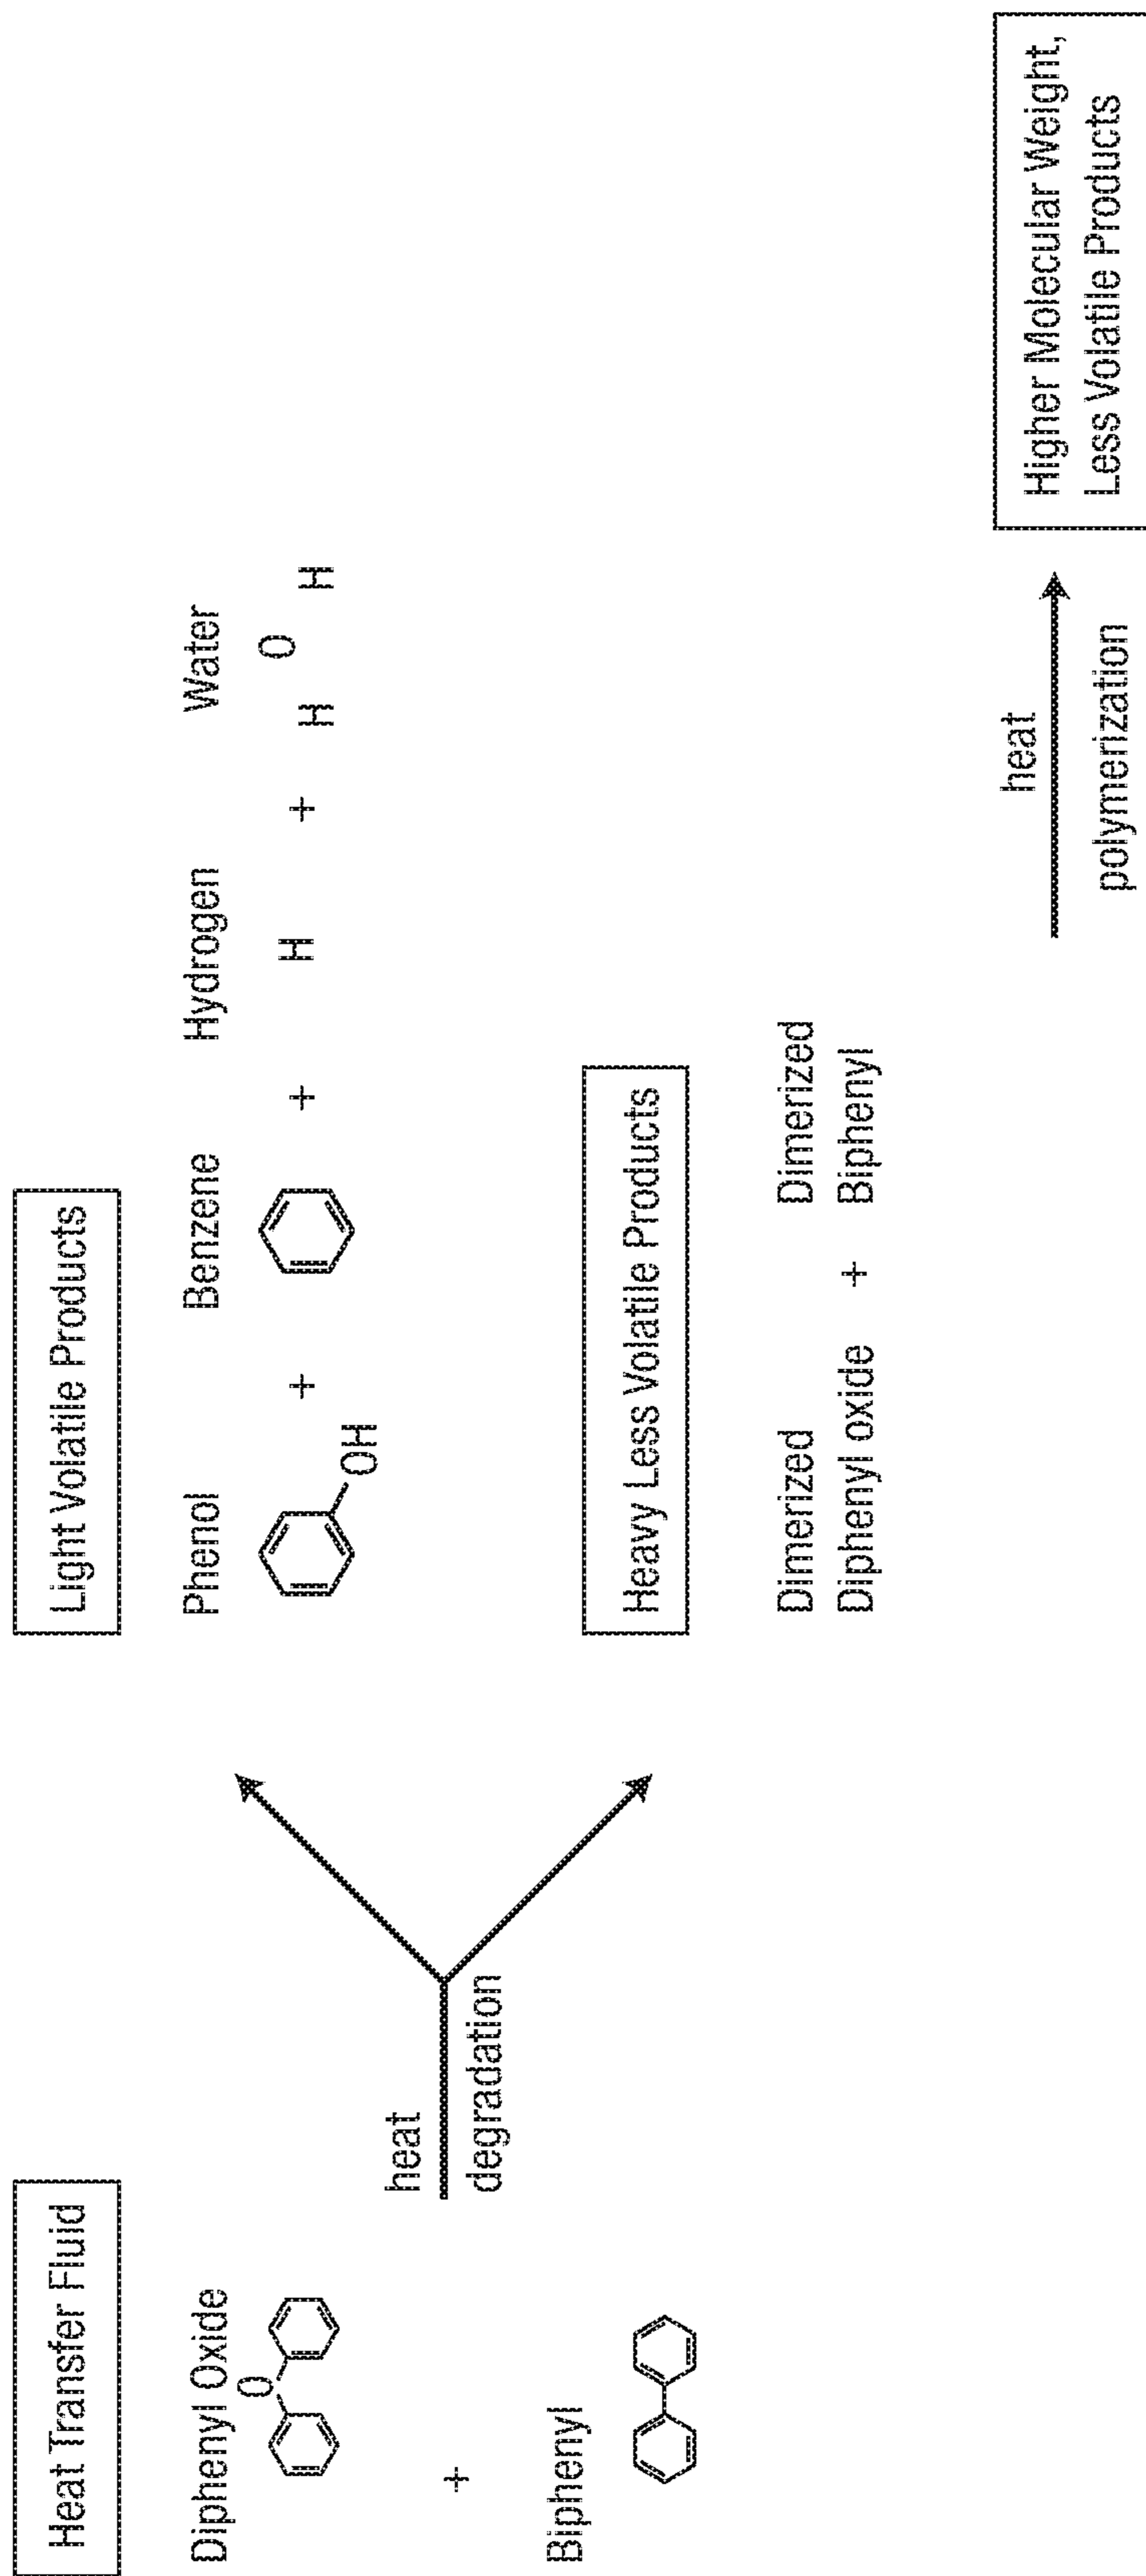 Heat Transfer Fluid
Diphenyl Oxide
O
+
Biphenyl
heat
degradation
Light Volatile Products
Phenol
OH
+
Benzene
+
Hydrogen
H
+
Water
O
H H
Heavy Less Volatile Products
Dimerized
Diphenyl oxide
+
Dimerized
Biphenyl
heat
polymerization
Higher Molecular Weight,
Less Volatile Products